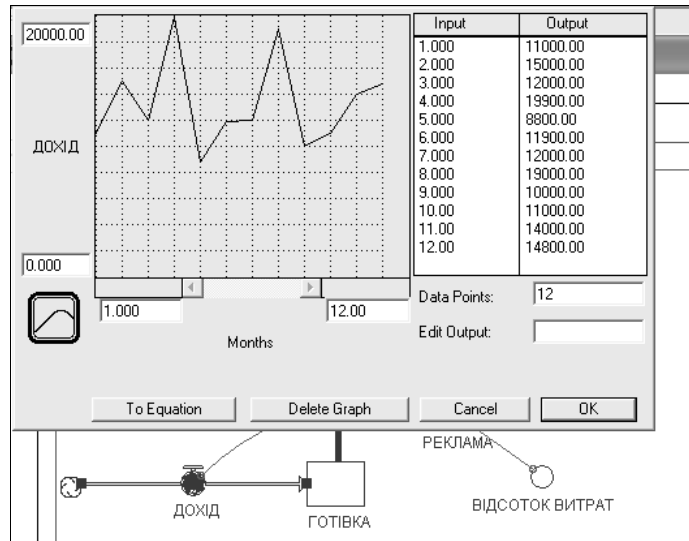 20000.00
ДОХІД
0.000
1.000
12.00
Months
Input Output
1.000 11000.00
2.000 15000.00
3.000 12000.00
4.000 19900.00
5.000 8800.00
6.000 11900.00
7.000 12000.00
8.000 19000.00
9.000 10000.00
10.00 11000.00
11.00 14000.00
12.00 14800.00
Data Points: 12
Edit Output:
To Equation Delete Graph Cancel OK
РЕКЛАМА
ДОХІД
ГОТІВКА
ВІДСОТОК ВИТРАТ